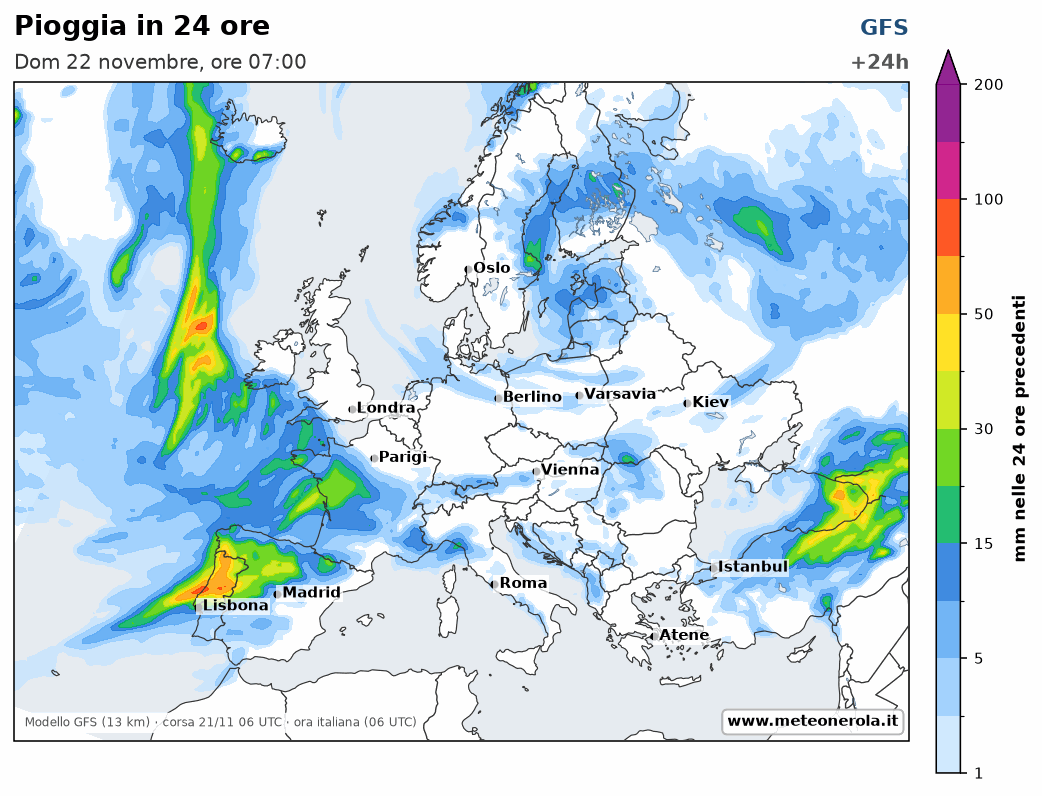 Pioggia in 24 ore
GFS
Dom 22 novembre, ore 07:00
+24h
200
100
50
30
15
5
1
mm nelle 24 ore precedenti
Oslo
Londra
Berlino
Varsavia
Kiev
Parigi
Vienna
Istanbul
Roma
Madrid
Lisbona
Atene
Modello GFS (13 km) · corsa 21/11 06 UTC · ora italiana (06 UTC)
www.meteonerola.it